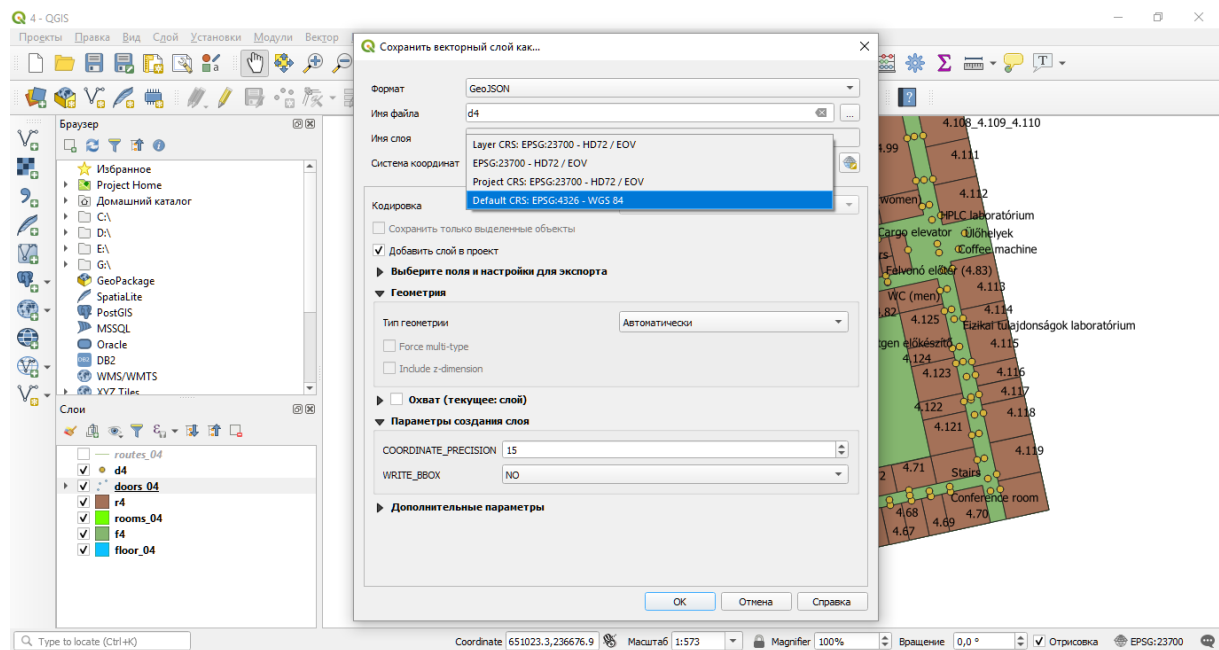 4 - QGIS
Проекты Правка Вид Слой Установки Модули Вектор
Сохранить векторный слой как...
Формат GeoJSON
Имя файла d4 ...
Имя слоя
Layer CRS: EPSG:23700 - HD72 / EOV
Система координат EPSG:23700 - HD72 / EOV
Project CRS: EPSG:23700 - HD72 / EOV
Default CRS: EPSG:4326 - WGS 84
Кодировка
Сохранить только выделенные объекты
Добавить слой в проект
Выберите поля и настройки для экспорта
Геометрия
Тип геометрии Автоматически
Force multi-type
Include z-dimension
Охват (текущее: слой)
Параметры создания слоя
COORDINATE_PRECISION 15
WRITE_BBOX NO
Дополнительные параметры
OK Отмена Справка
Браузер
Избранное
Project Home
Домашний каталог
C:\
D:\
E:\
G:\
GeoPackage
SpatiaLite
PostGIS
MSSQL
Oracle
DB2
WMS/WMTS
XYZ Tiles
Слои
routes_04
d4
doors_04
r4
rooms_04
f4
floor_04
4.108_4.109_4.110
4.99
4.111
4.112
women)
HPLC laboratórium
Cargo elevator
Ülőhelyek
Coffee machine
Felvonó előtér (4.83)
4.113
WC (men)
4.114
.82
4.125
Fizikai tulajdonságok laboratórium
tgen előkészítő
4.115
4.124
4.123
4.116
4.117
4.122
4.118
4.121
4.119
4.71
Stairs
Conference room
4.68
4.70
4.69
4.67
Type to locate (Ctrl+K)
Coordinate 651023.3,236676.9 Масштаб 1:573 Magnifier 100% Вращение 0,0 ° Отрисовка EPSG:23700